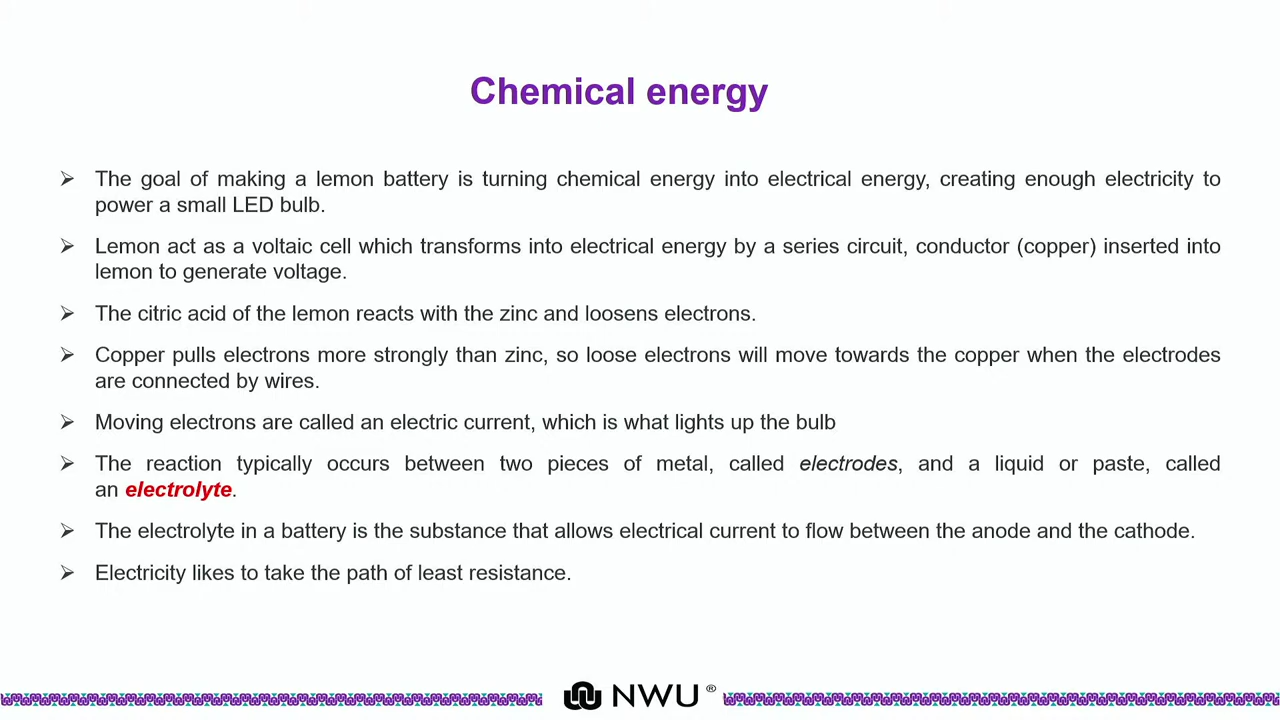 Chemical energy
➢ The goal of making a lemon battery is turning chemical energy into electrical energy, creating enough electricity to
power a small LED bulb.
➢ Lemon act as a voltaic cell which transforms into electrical energy by a series circuit, conductor (copper) inserted into
lemon to generate voltage.
➢ The citric acid of the lemon reacts with the zinc and loosens electrons.
➢ Copper pulls electrons more strongly than zinc, so loose electrons will move towards the copper when the electrodes
are connected by wires.
➢ Moving electrons are called an electric current, which is what lights up the bulb
➢ The reaction typically occurs between two pieces of metal, called electrodes, and a liquid or paste, called
an electrolyte.
➢ The electrolyte in a battery is the substance that allows electrical current to flow between the anode and the cathode.
➢ Electricity likes to take the path of least resistance.
NWU®